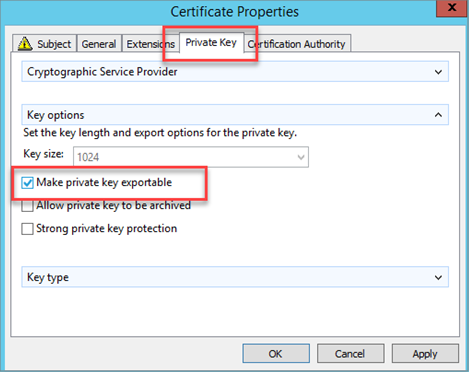 Certificate Properties
Subject General Extensions Private Key Certification Authority
Cryptographic Service Provider
Key options
Set the key length and export options for the private key.
Key size: 1024
Make private key exportable
Allow private key to be archived
Strong private key protection
Key type
OK Cancel Apply